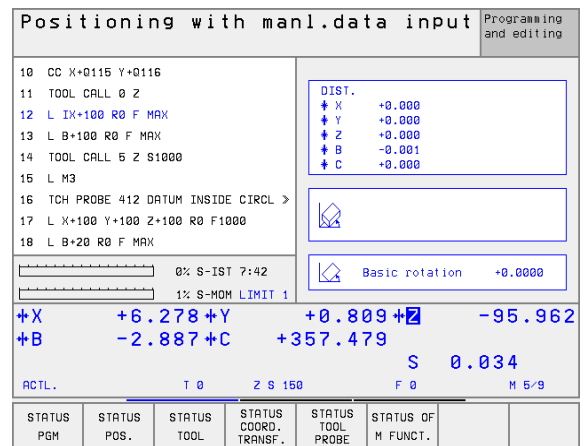 Positioning with manl.data input
Programming
and editing
10 CC X+Q115 Y+Q116
11 TOOL CALL 0 Z
12 L IX+100 R0 F MAX
13 L B+100 R0 F MAX
14 TOOL CALL 5 Z S1000
15 L M3
16 TCH PROBE 412 DATUM INSIDE CIRCL »
17 L X+100 Y+100 Z+100 R0 F1000
18 L B+20 R0 F MAX
DIST.
X +0.000
Y +0.000
Z +0.000
B -0.001
C +0.000
Basic rotation +0.0000
0% S-IST 7:42
1% S-MOM LIMIT 1
X +6.278 Y +0.809 Z -95.962
B -2.887 C +357.479
S 0.034
ACTL. T 0 Z S 150 F 0 M 5/9
STATUS
PGM
STATUS
POS.
STATUS
TOOL
STATUS
COORD.
TRANSF.
STATUS
TOOL
PROBE
STATUS OF
M FUNCT.